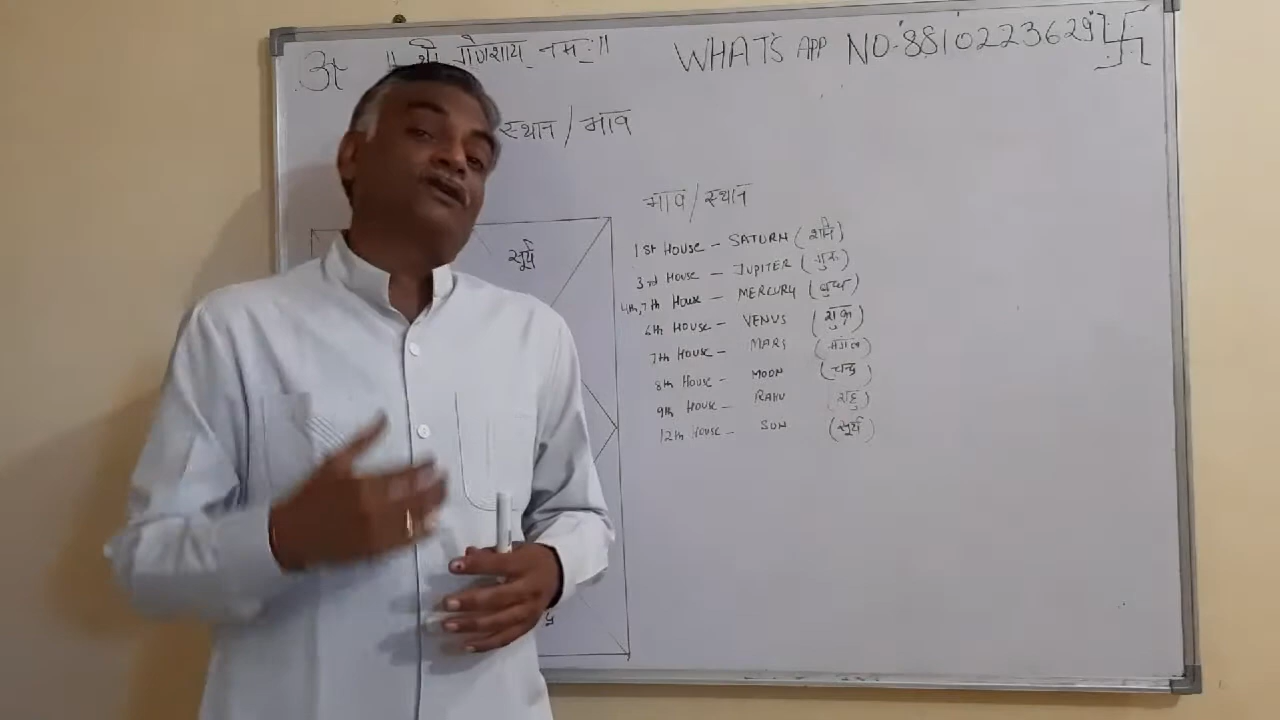 ॐ ॥ श्री गणेशाय नमः॥ WHAT'S APP NO-8810223629
स्थान / भाव
भाव / स्थान
सूर्य
1st HOUSE - SATURN (शनि)
3rd HOUSE - JUPITER (गुरु)
4th, 7th House - MERCURY (बुध)
6th HOUSE - VENUS (शुक्र)
7th HOUSE - MARS (मंगल)
8th HOUSE - MOON (चन्द्र)
9th HOUSE - RAHU (राहु)
12th HOUSE - SUN (सूर्य)